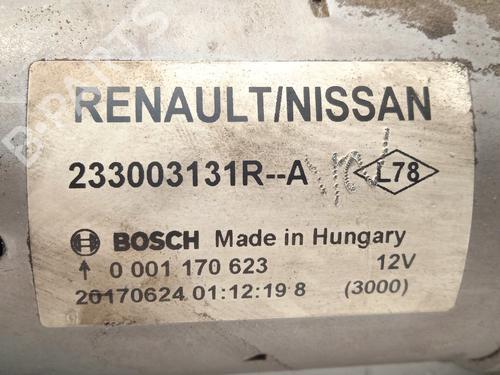 RENAULT/NISSAN
233003131R--A L78
BOSCH Made in Hungary
0 001 170 623 12V
20170624 01:12:19 8 (3000)
B-PARTS